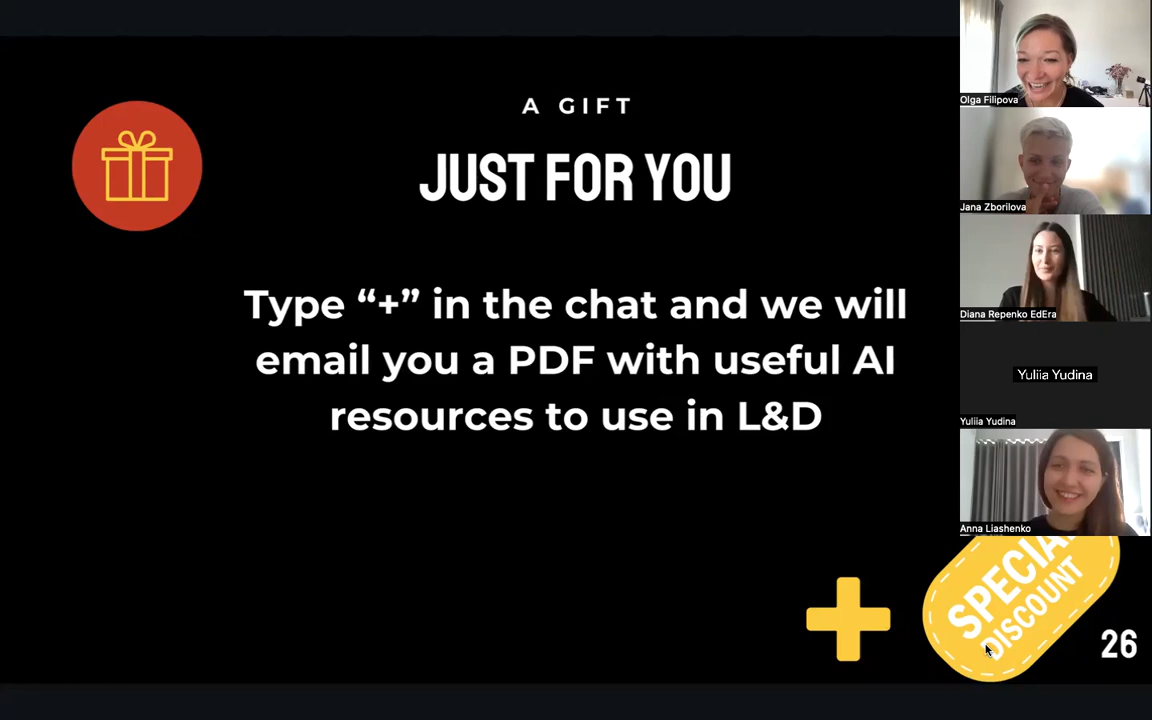 A GIFT
JUST FOR YOU
Type “+” in the chat and we will
email you a PDF with useful AI
resources to use in L&D
SPECIAL
DISCOUNT
26
Olga Filipova
Jana Zborilova
Diana Repenko EdEra
Yuliia Yudina
Yuliia Yudina
Anna Liashenko